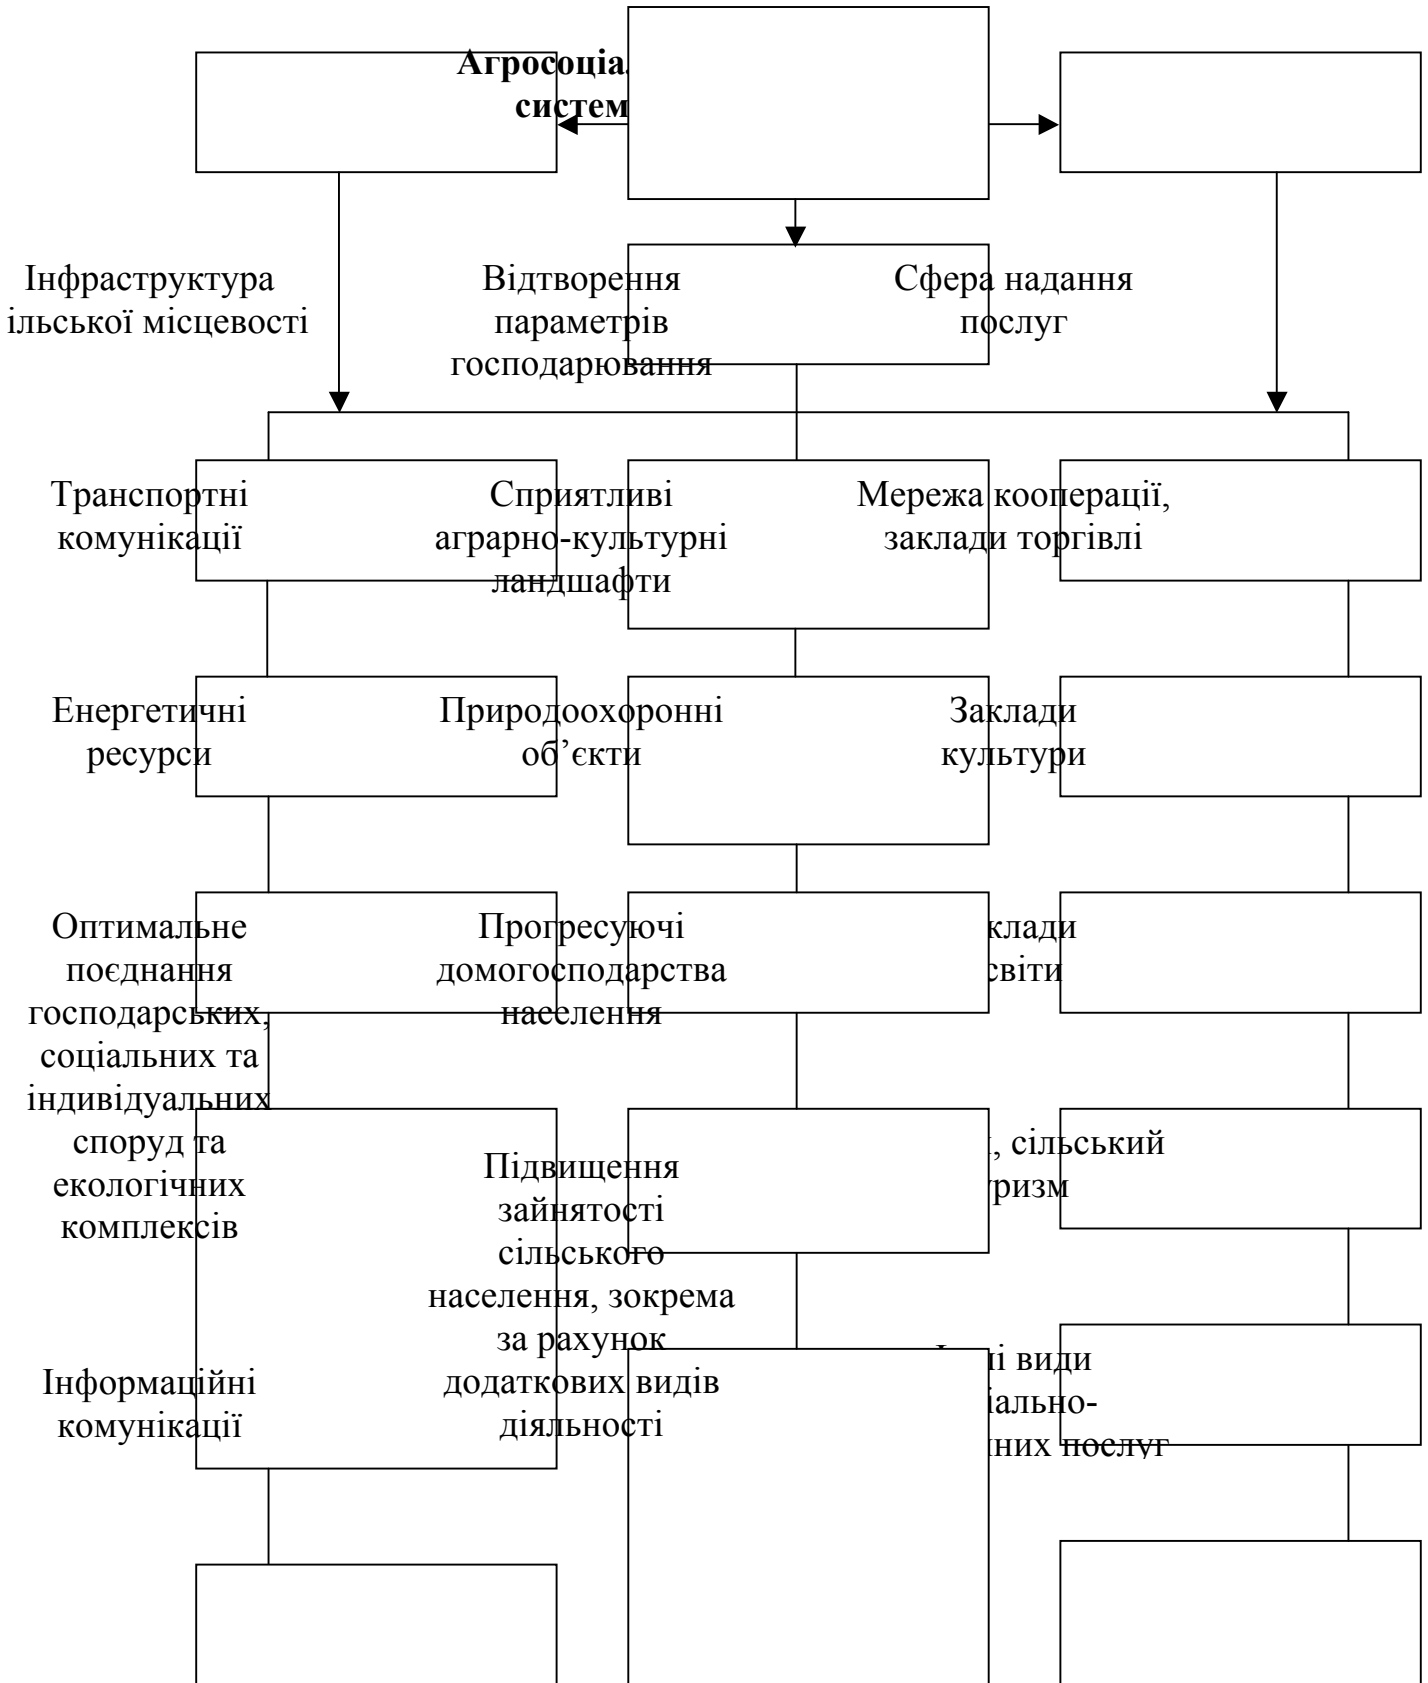 Агросоціа
систем
Інфраструктура
ільської місцевості
Відтворення
параметрів
господарювання
Сфера надання
послуг
Транспортні
комунікації
Сприятливі
аграрно-культурні
ландшафти
Мережа кооперації,
заклади торгівлі
Енергетичні
ресурси
Природоохоронні
об’єкти
Заклади
культури
Оптимальне
поєднання
господарських,
соціальних та
індивідуальних
споруд та
екологічних
комплексів
Прогресуючі
домогосподарства
населення
клади
світи
Підвищення
зайнятості
сільського
населення, зокрема
за рахунок
додаткових видів
діяльності
, сільський
уризм
Інформаційні
комунікації
і види
іально-
них послуг